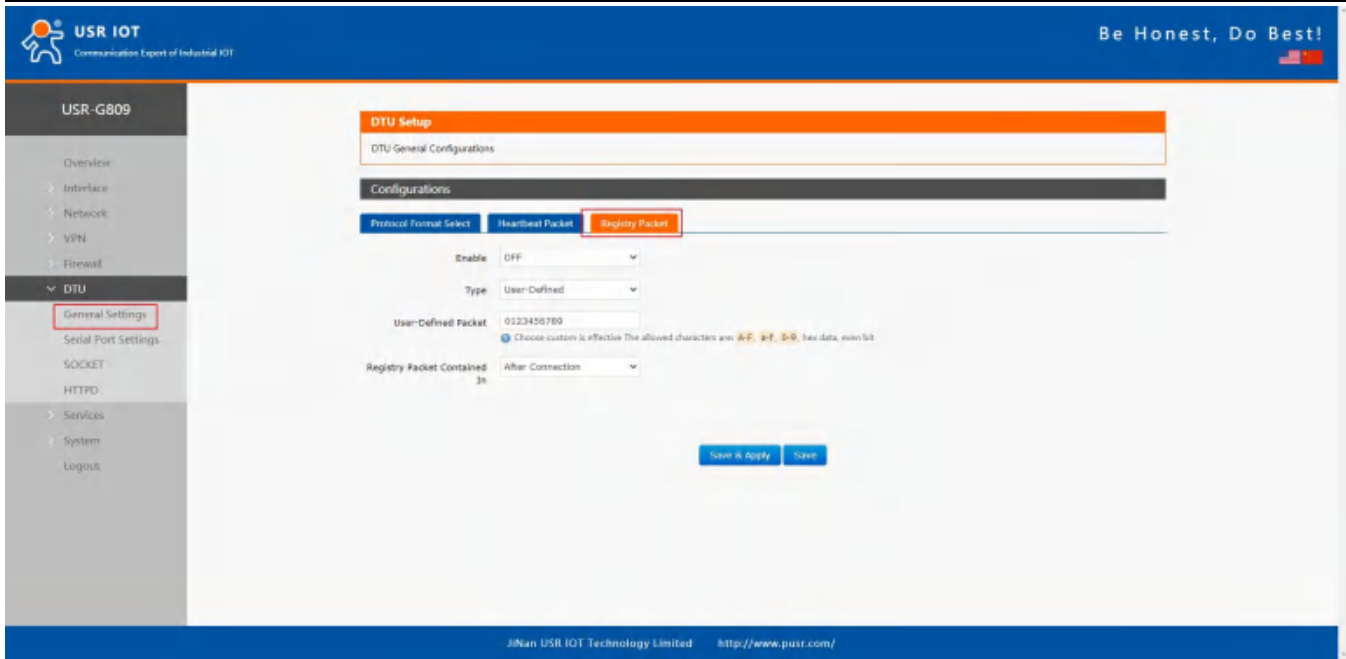 USR IOT
Communication Expert of Industrial IOT
Be Honest, Do Best!
USR-G809
Overview
Interface
Network
VPN
Firewall
DTU
General Settings
Serial Port Settings
SOCKET
HTTPD
Services
System
Logout
DTU Setup
DTU General Configurations
Configurations
Protocol Format Select Heartbeat Packet Registry Packet
Enable OFF
Type User-Defined
User-Defined Packet 0123456789
Choose custom is effective The allowed characters are: A-F, a-f, 0-9, hex data, even bit
Registry Packet Contained After Connection
In
Save & Apply Save
JiNan USR IOT Technology Limited http://www.pusr.com/